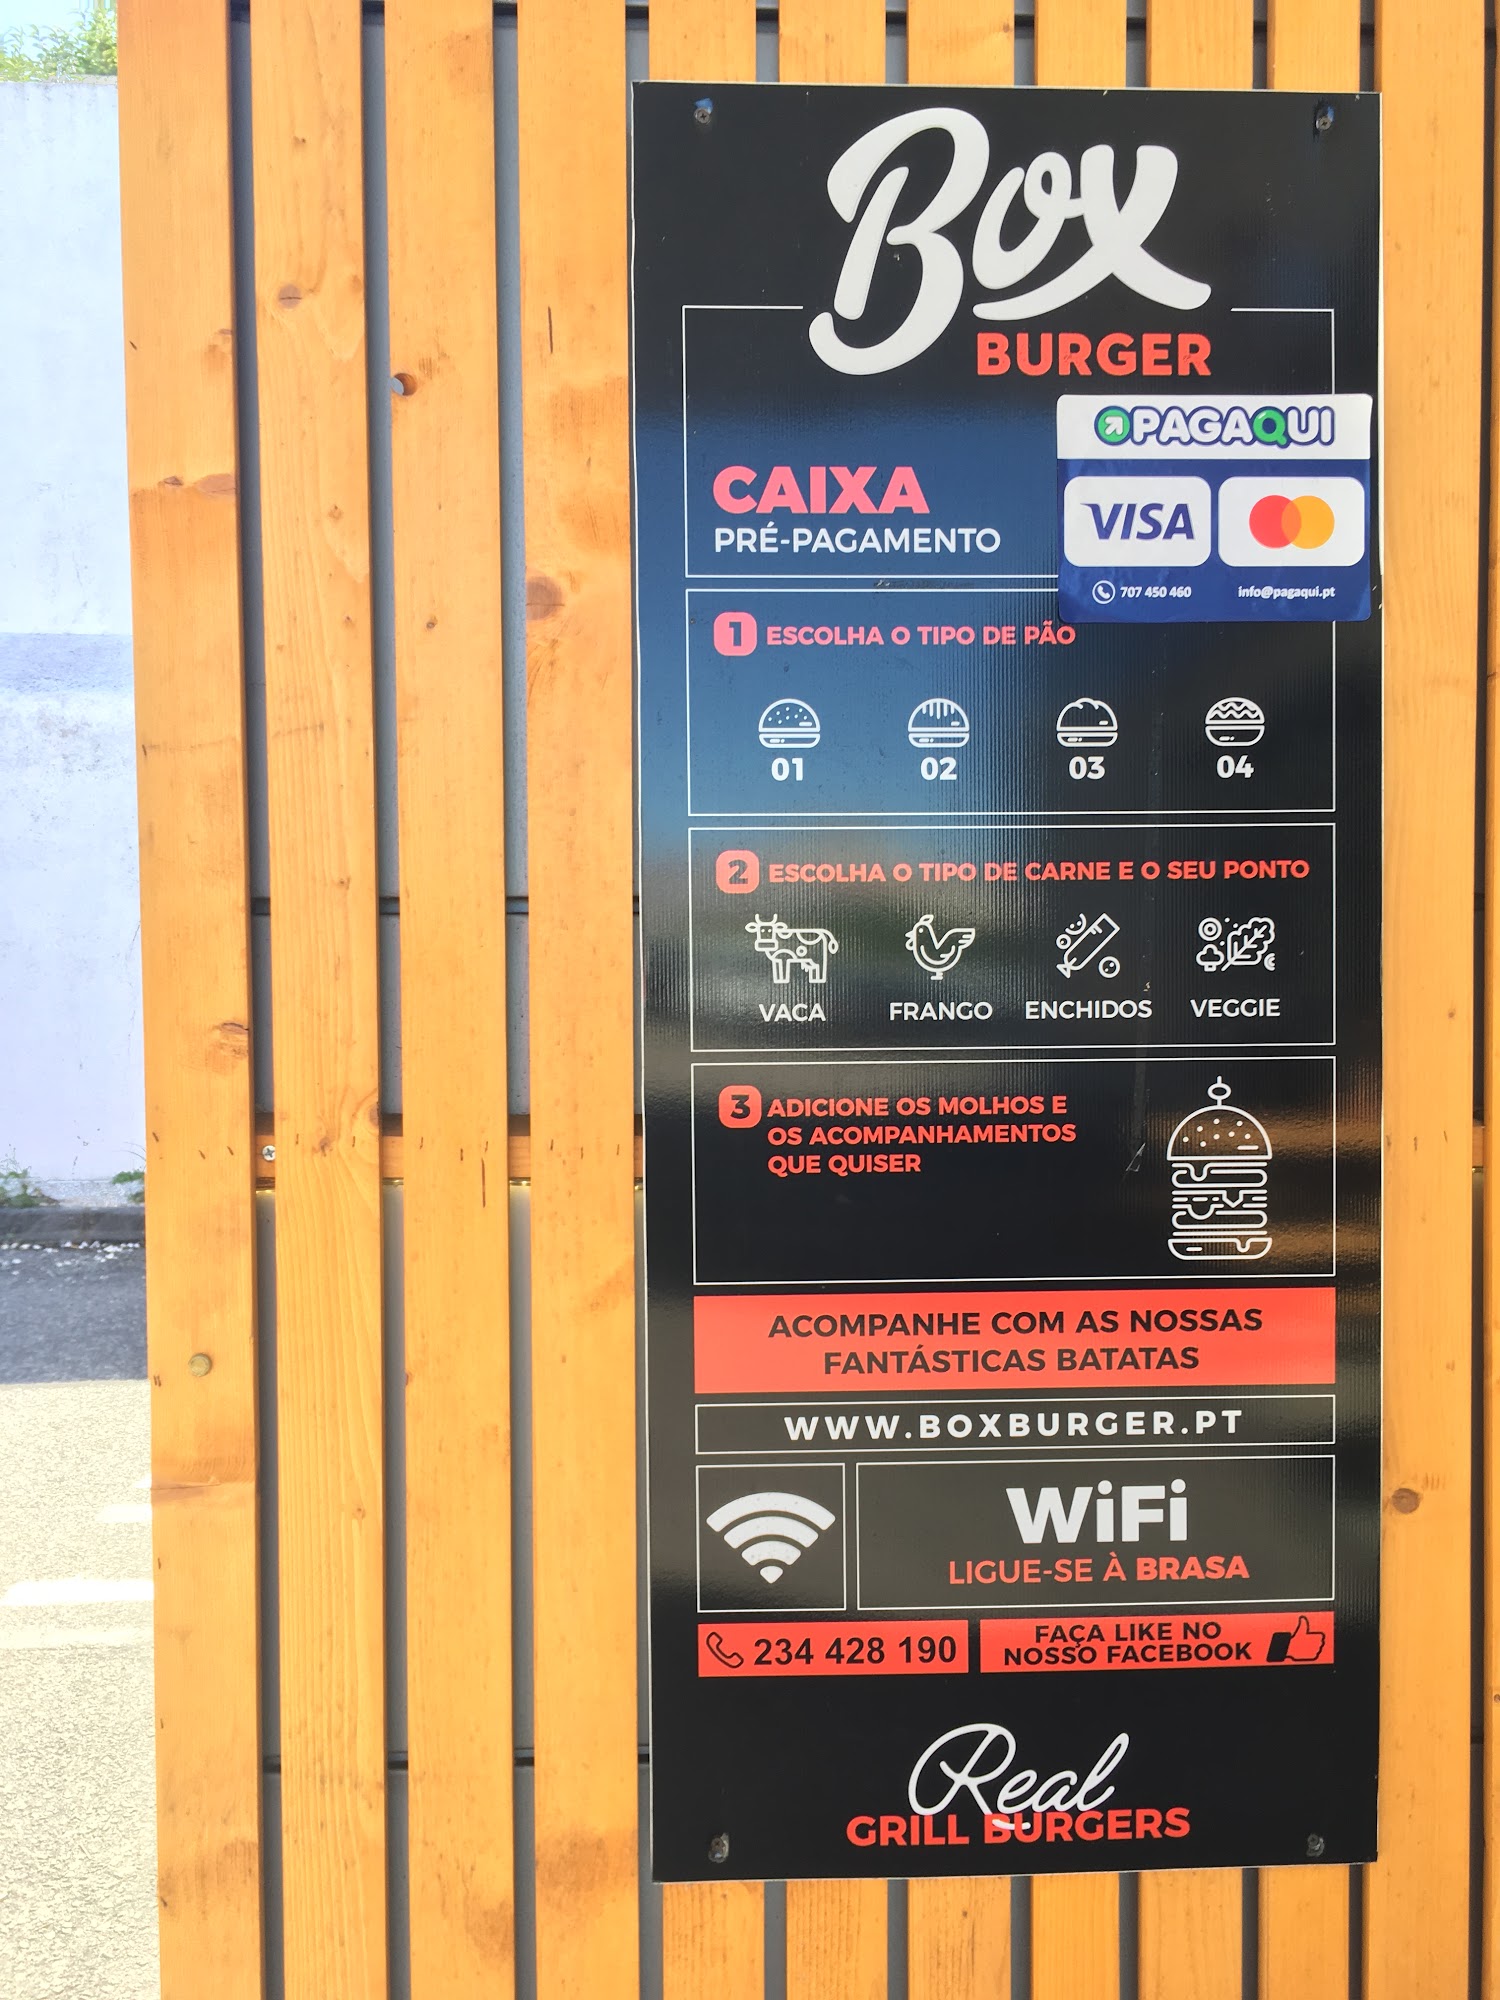 Box
BURGER
PAGAQUI
VISA
707 450 460 info@pagaqui.pt
CAIXA
PRÉ-PAGAMENTO
1 ESCOLHA O TIPO DE PÃO
01 02 03 04
2 ESCOLHA O TIPO DE CARNE E O SEU PONTO
VACA FRANGO ENCHIDOS VEGGIE
3 ADICIONE OS MOLHOS E
OS ACOMPANHAMENTOS
QUE QUISER
ACOMPANHE COM AS NOSSAS
FANTÁSTICAS BATATAS
WWW.BOXBURGER.PT
WiFi
LIGUE-SE À BRASA
234 428 190
FAÇA LIKE NO
NOSSO FACEBOOK
Real
GRILL BURGERS